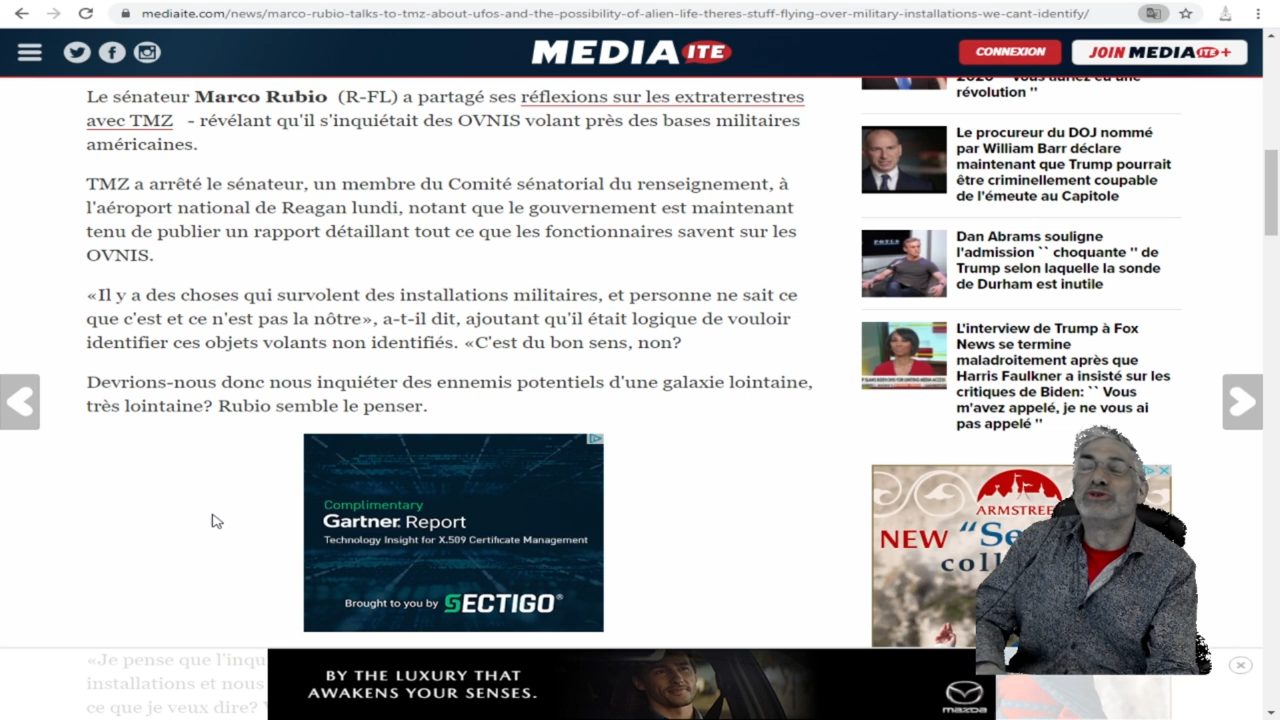 mediaite.com/news/marco-rubio-talks-to-tmz-about-ufos-and-the-possibility-of-alien-life-theres-stuff-flying-over-military-installations-we-cant-identify/
MEDIAITE
CONNEXION
JOIN MEDIAITE+
Le sénateur Marco Rubio (R-FL) a partagé ses réflexions sur les extraterrestres
avec TMZ - révélant qu'il s'inquiétait des OVNIS volant près des bases militaires
américaines.
TMZ a arrêté le sénateur, un membre du Comité sénatorial du renseignement, à
l'aéroport national de Reagan lundi, notant que le gouvernement est maintenant
tenu de publier un rapport détaillant tout ce que les fonctionnaires savent sur les
OVNIS.
«Il y a des choses qui survolent des installations militaires, et personne ne sait ce
que c'est et ce n'est pas la nôtre», a-t-il dit, ajoutant qu'il était logique de vouloir
identifier ces objets volants non identifiés. «C'est du bon sens, non?
Devrions-nous donc nous inquiéter des ennemis potentiels d'une galaxie lointaine,
très lointaine? Rubio semble le penser.
Complimentary
Gartner Report
Technology Insight for X.509 Certificate Management
Brought to you by SECTIGO®
«Je pense que l'inqu
installations et nous
ce que je veux dire?
révolution ''
Le procureur du DOJ nommé
par William Barr déclare
maintenant que Trump pourrait
être criminellement coupable
de l'émeute au Capitole
Dan Abrams souligne
l'admission `` choquante '' de
Trump selon laquelle la sonde
de Durham est inutile
L'interview de Trump à Fox
News se termine
maladroitement après que
Harris Faulkner a insisté sur les
critiques de Biden: `` Vous
m'avez appelé, je ne vous ai
pas appelé ''
NEW
BY THE LUXURY THAT
AWAKENS YOUR SENSES.
mazda